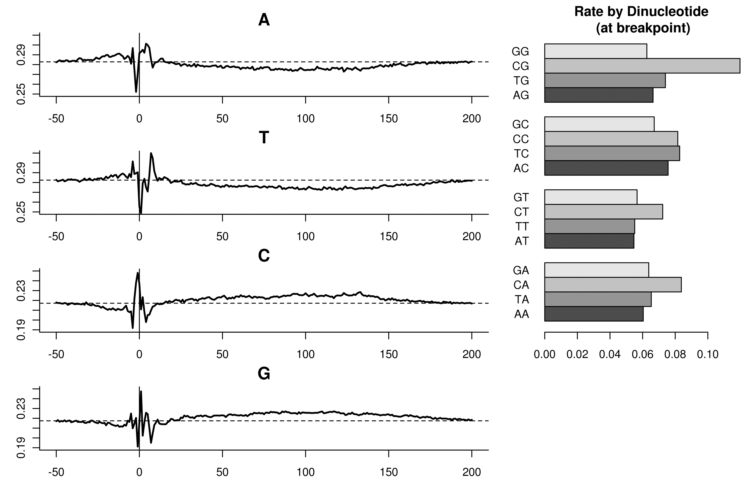 A
0.25 0.29
-50 0 50 100 150 200
T
0.25 0.29
-50 0 50 100 150 200
C
0.19 0.23
-50 0 50 100 150 200
G
0.19 0.23
-50 0 50 100 150 200
Rate by Dinucleotide
(at breakpoint)
GG
CG
TG
AG
GC
CC
TC
AC
GT
CT
TT
AT
GA
CA
TA
AA
0.00 0.02 0.04 0.06 0.08 0.10